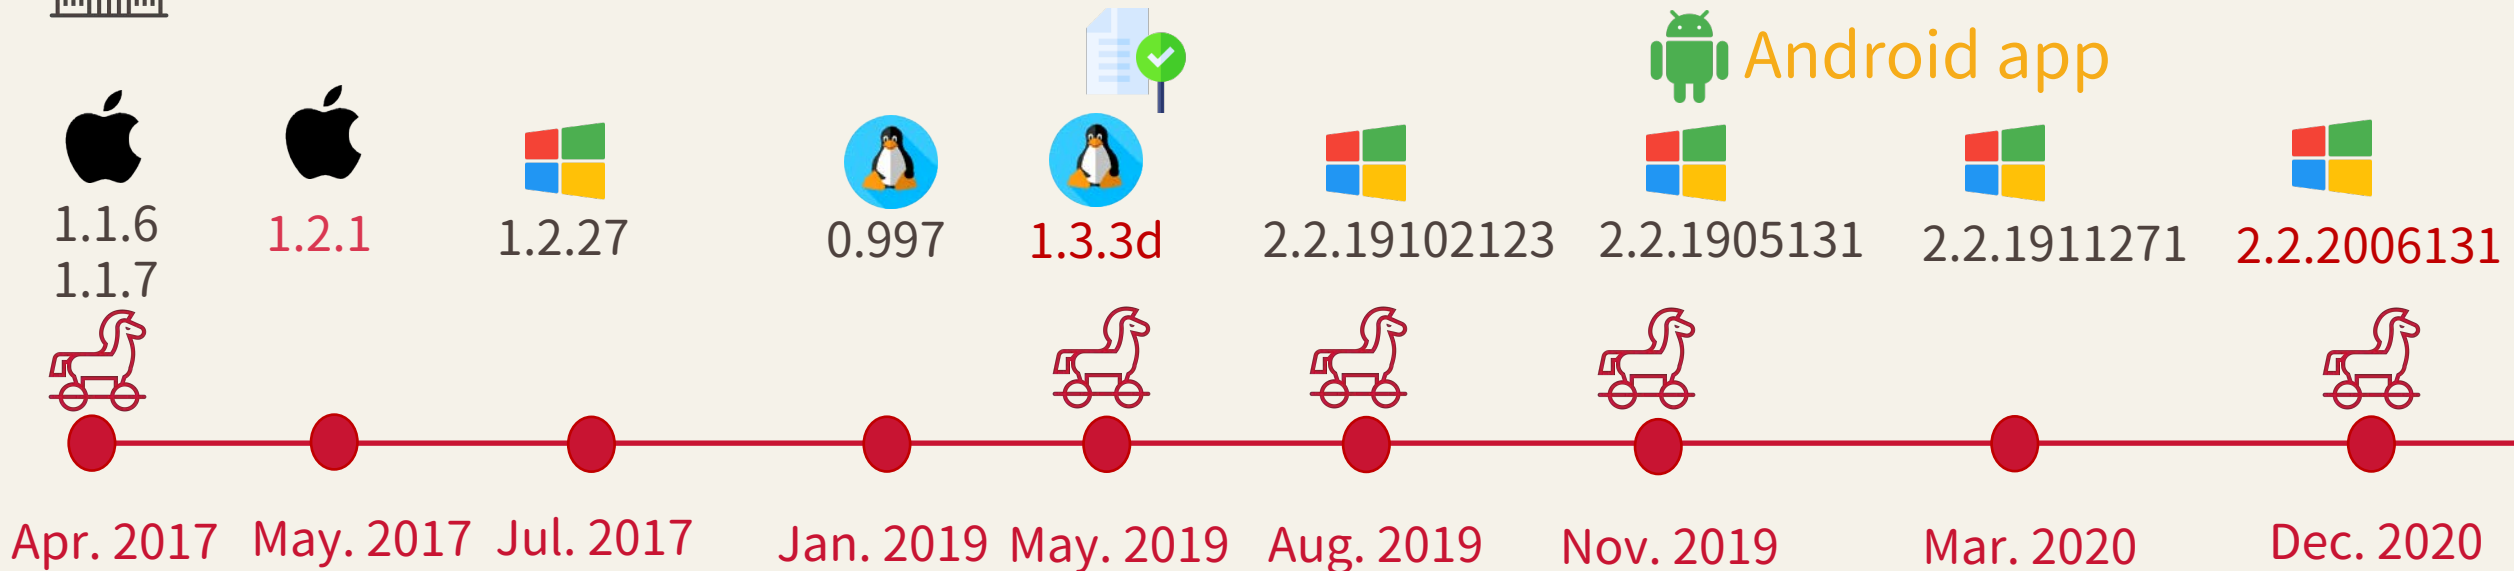 Android app
1.1.6
1.1.7
1.2.1
1.2.27
0.997
1.3.3d
2.2.19102123
2.2.1905131
2.2.1911271
2.2.2006131
Apr. 2017
May. 2017
Jul. 2017
Jan. 2019
May. 2019
Aug. 2019
Nov. 2019
Mar. 2020
Dec. 2020